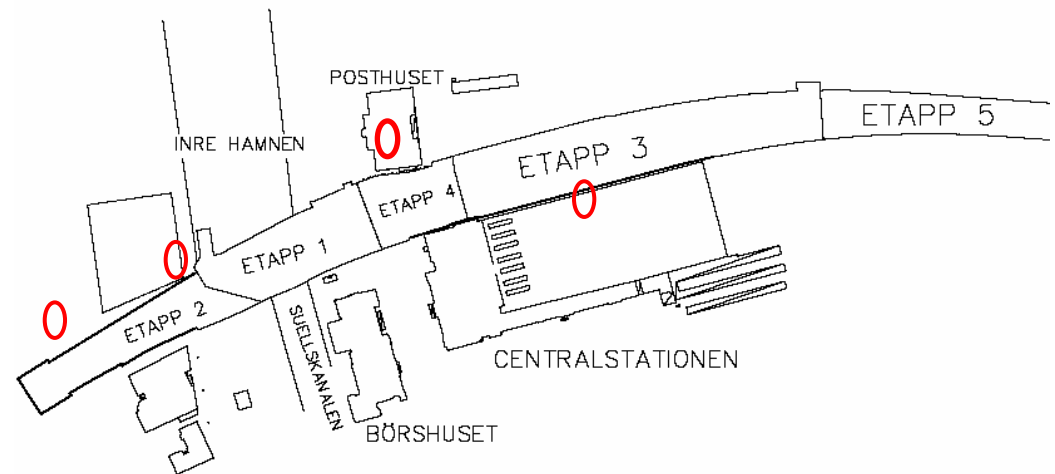 POSTHUSET
INRE HAMNEN
ETAPP 5
ETAPP 3
ETAPP 4
ETAPP 1
ETAPP 2
SUELLSKANALEN
CENTRALSTATIONEN
BÖRSHUSET